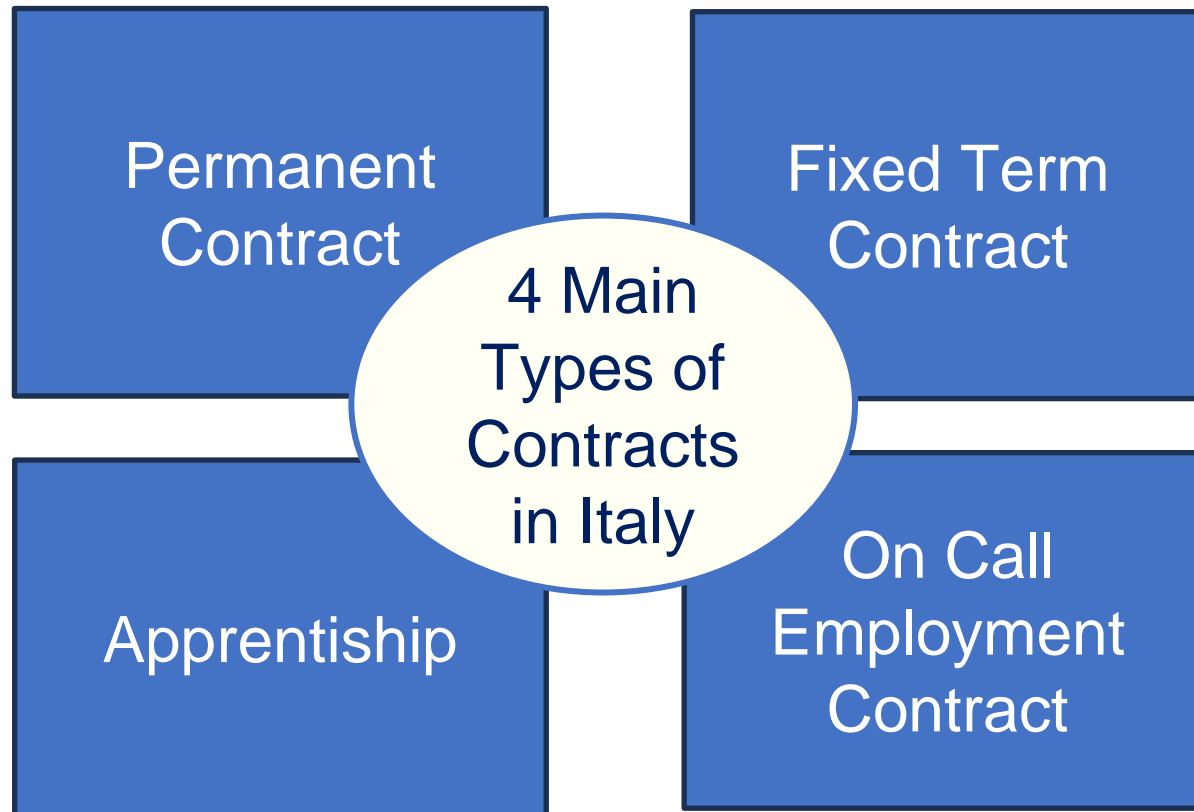 Permanent
Contract
Fixed Term
Contract
4 Main
Types of
Contracts
in Italy
Apprentiship
On Call
Employment
Contract